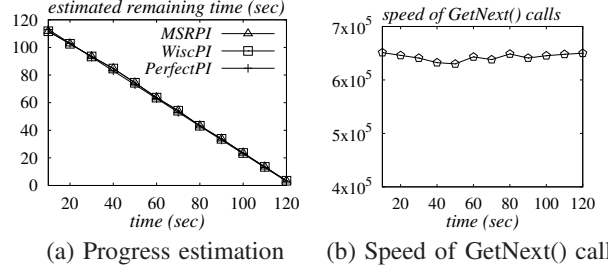 estimated remaining time (sec)
120
100
80
60
40
20
0
MSRPI
WiscPI
PerfectPI
20 40 60 80 100 120
time (sec)
(a) Progress estimation
speed of GetNext() calls
7x10^5
6x10^5
5x10^5
4x10^5
20 40 60 80 100 120
time (sec)
(b) Speed of GetNext() call